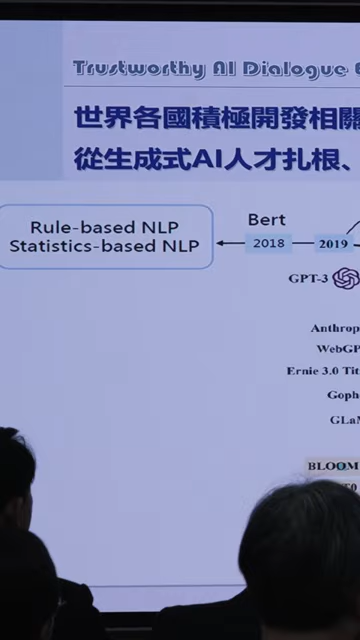 Trustworthy AI Dialogue
世界各國積極開發相關
從生成式AI人才扎根、
Rule-based NLP
Statistics-based NLP
Bert
2018
2019
GPT-3
Anthrop
WebGP
Ernie 3.0 Tit
Goph
GLaM
BLOOM